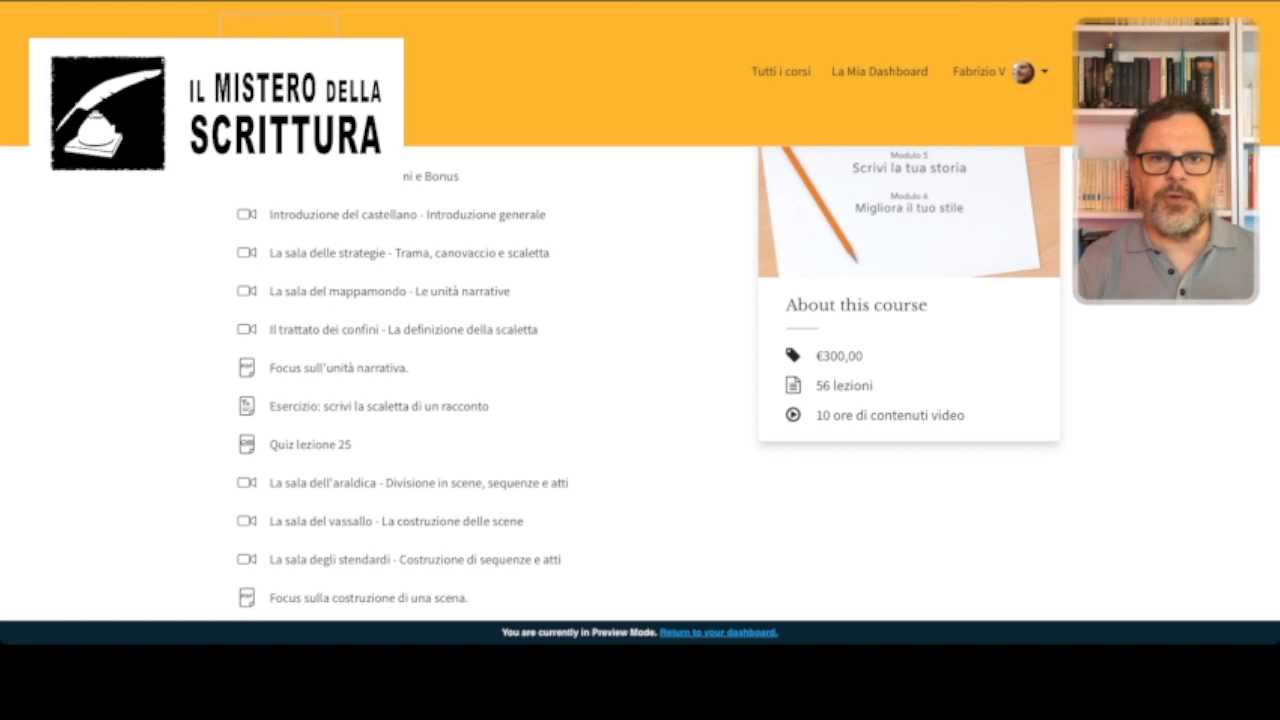 IL MISTERO DELLA
SCRITTURA
Tutti i corsi
La Mia Dashboard
Fabrizio V
ni e Bonus
Introduzione del castellano - Introduzione generale
La sala delle strategie - Trama, canovaccio e scaletta
La sala del mappamondo - Le unità narrative
Il trattato dei confini - La definizione della scaletta
Focus sull'unità narrativa.
Esercizio: scrivi la scaletta di un racconto
Quiz lezione 25
La sala dell'araldica - Divisione in scene, sequenze e atti
La sala del vassallo - La costruzione delle scene
La sala degli stendardi - Costruzione di sequenze e atti
Focus sulla costruzione di una scena.
Modulo 5
Scrivi la tua storia
Modulo 6
Migliora il tuo stile
About this course
€300,00
56 lezioni
10 ore di contenuti video
You are currently in Preview Mode. Return to your dashboard.